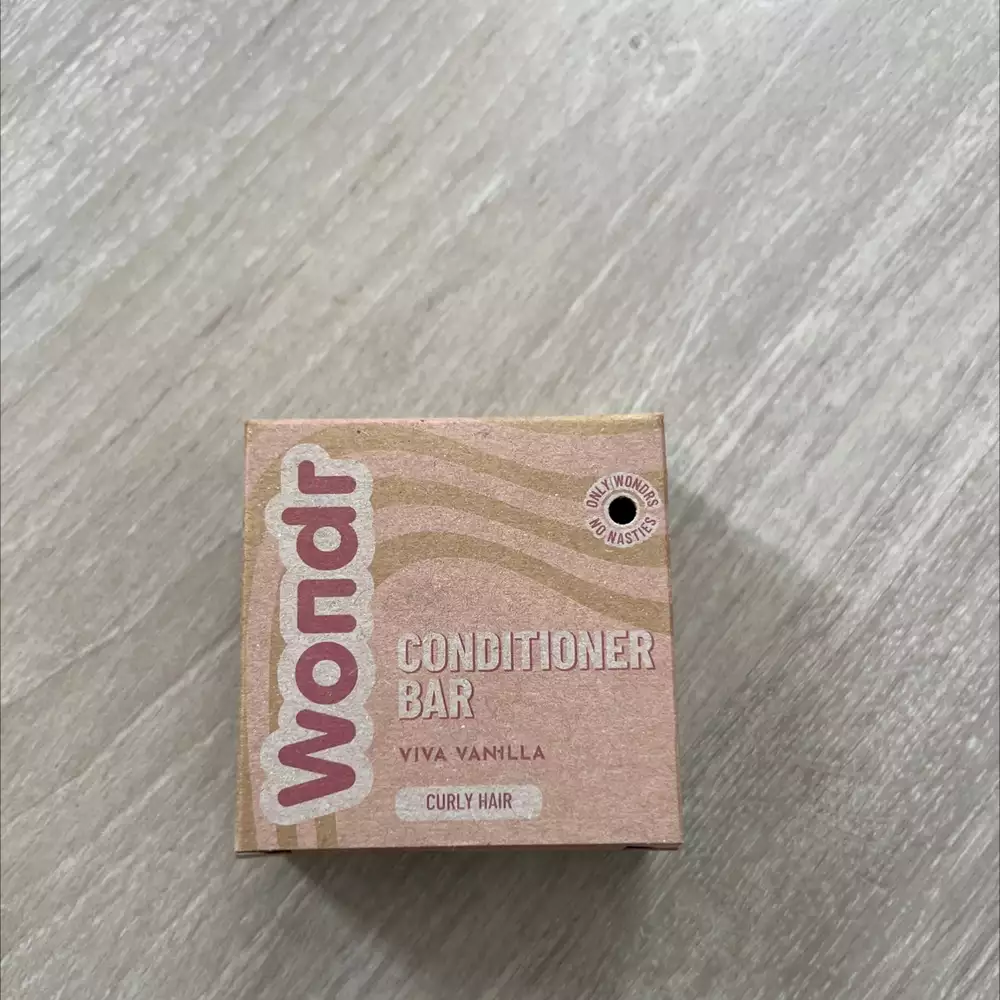 wondr
ONLY WONDRS
NO NASTIES
CONDITIONER
BAR
VIVA VANILLA
CURLY HAIR